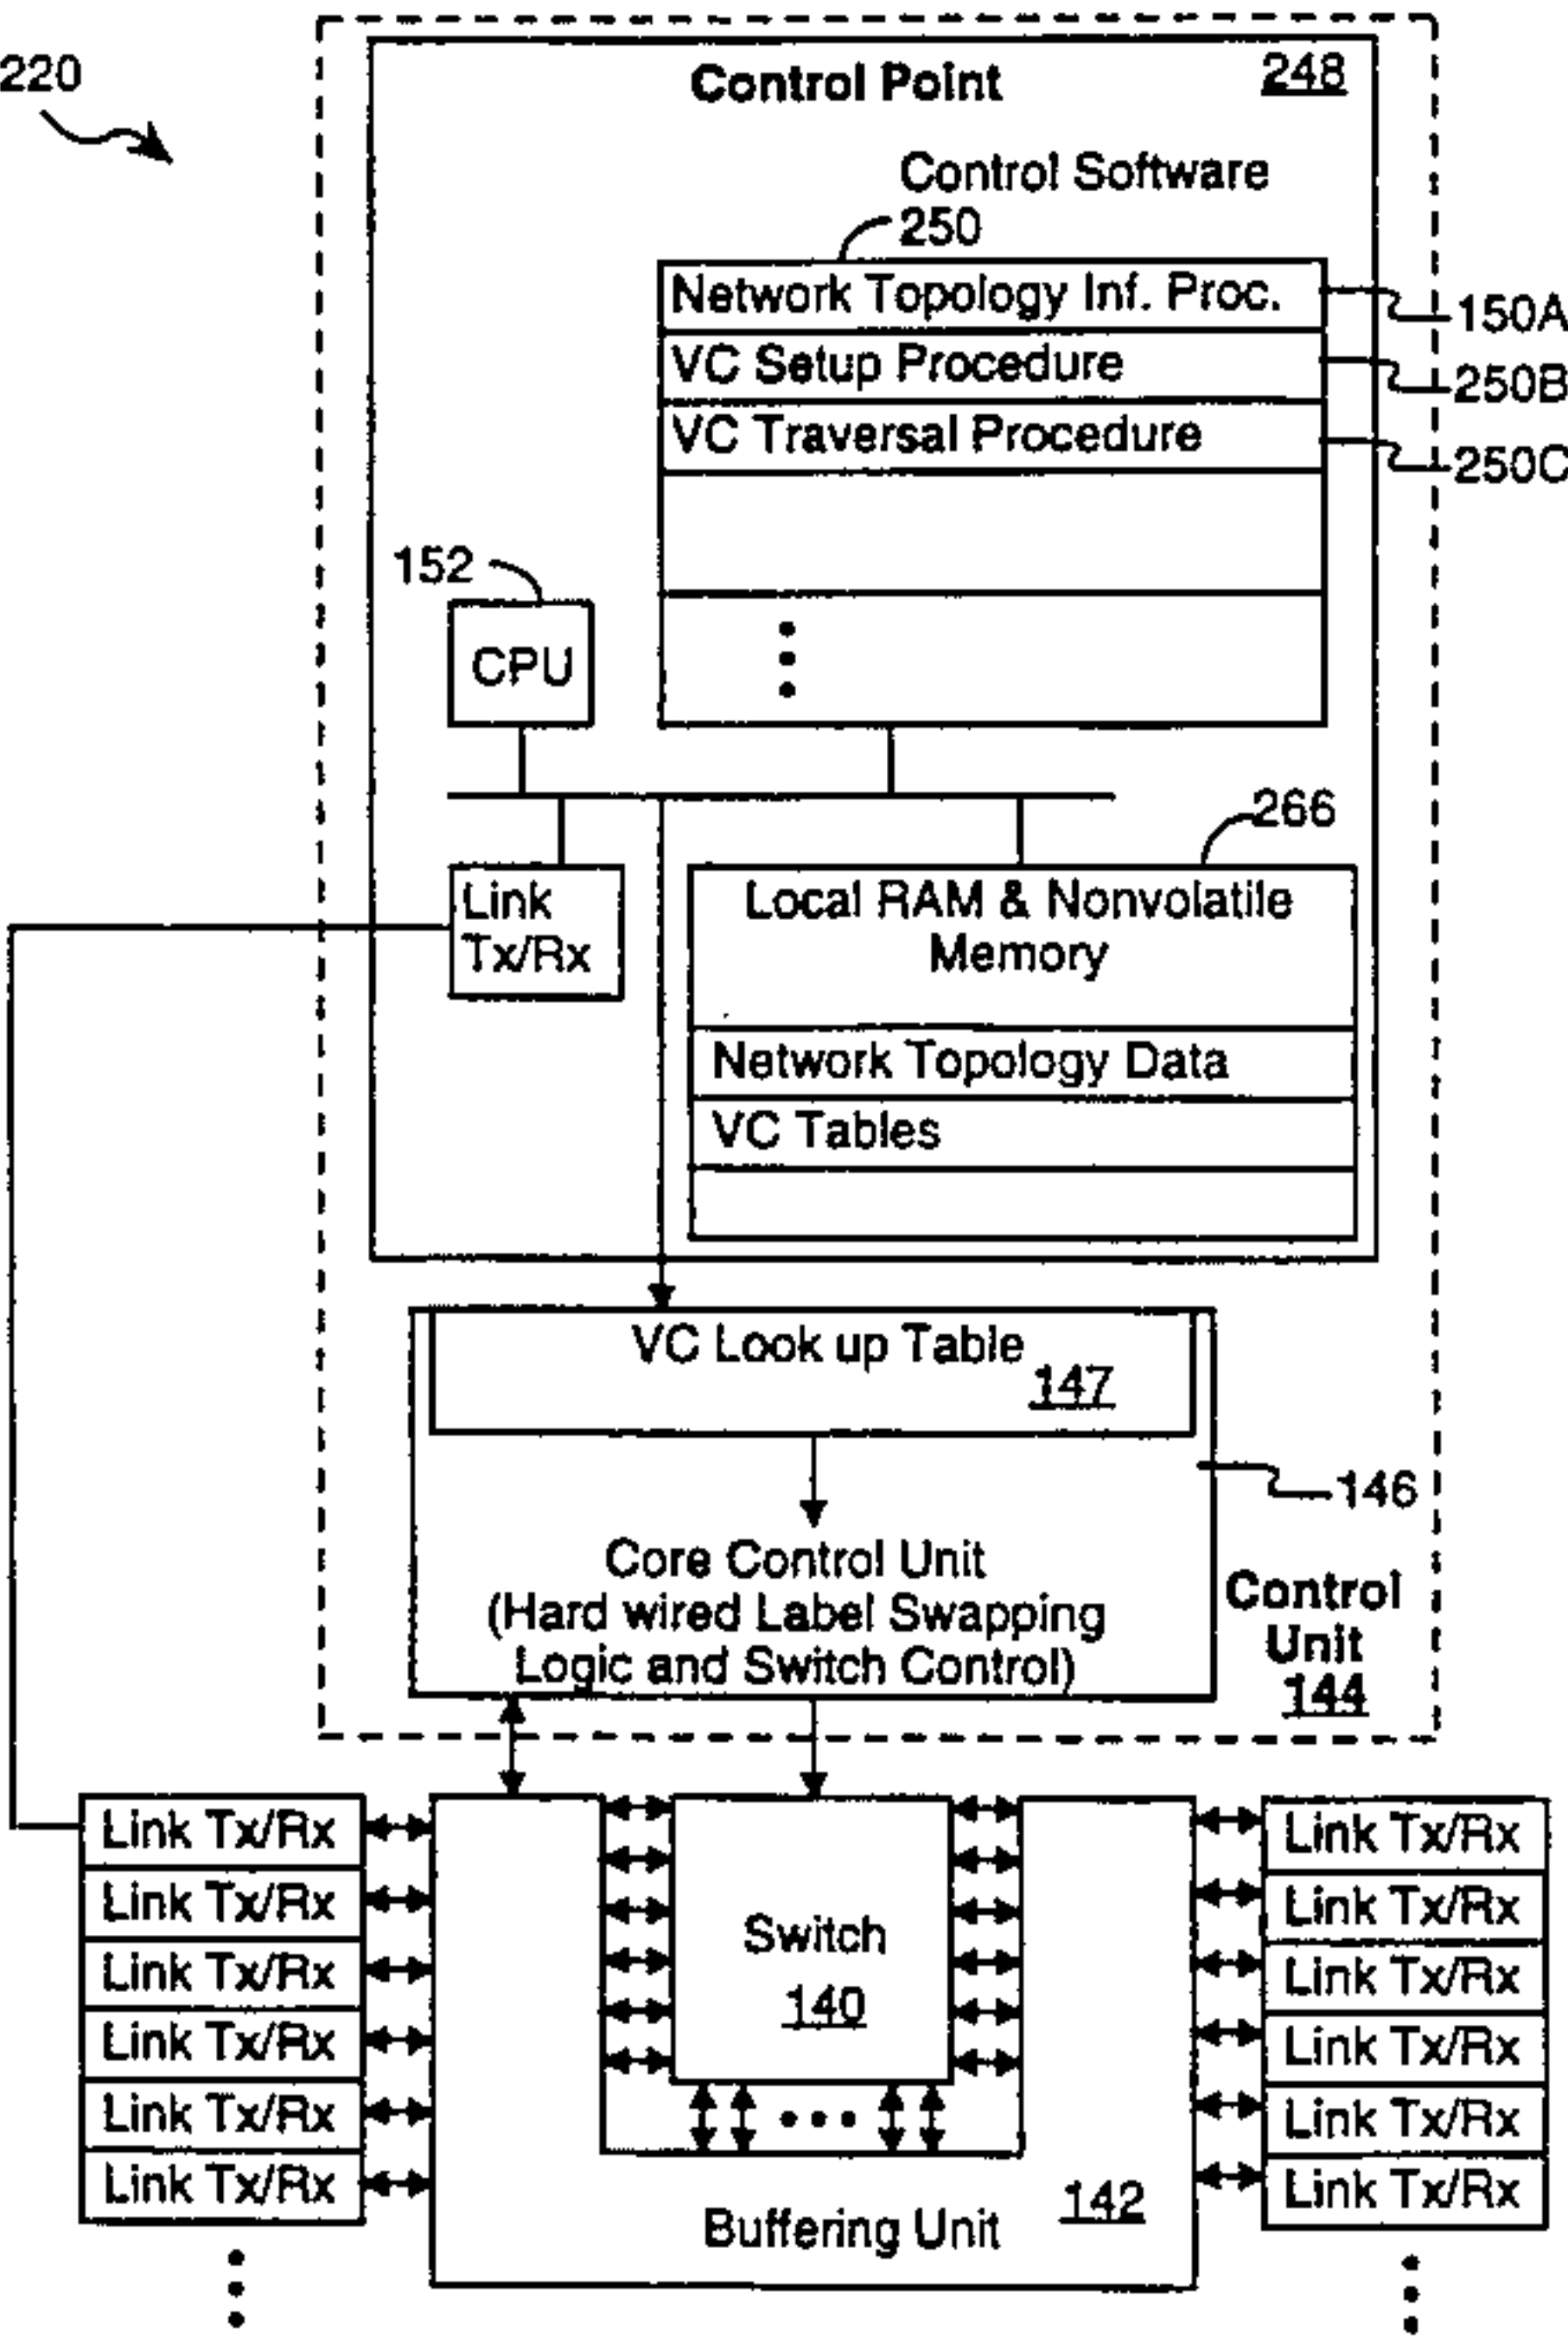 220
Control Point
248
Control Software
250
Network Topology Inf. Proc.
150A
VC Setup Procedure
250B
VC Traversal Procedure
250C
152
CPU
266
Link
Tx/Rx
Local RAM & Nonvolatile
Memory
Network Topology Data
VC Tables
VC Look up Table
147
146
Core Control Unit
(Hard wired Label Swapping
Logic and Switch Control)
Control
Unit
144
Link Tx/Rx
Link Tx/Rx
Link Tx/Rx
Link Tx/Rx
Link Tx/Rx
Link Tx/Rx
Switch
140
Buffering Unit
142
Link Tx/Rx
Link Tx/Rx
Link Tx/Rx
Link Tx/Rx
Link Tx/Rx
Link Tx/Rx